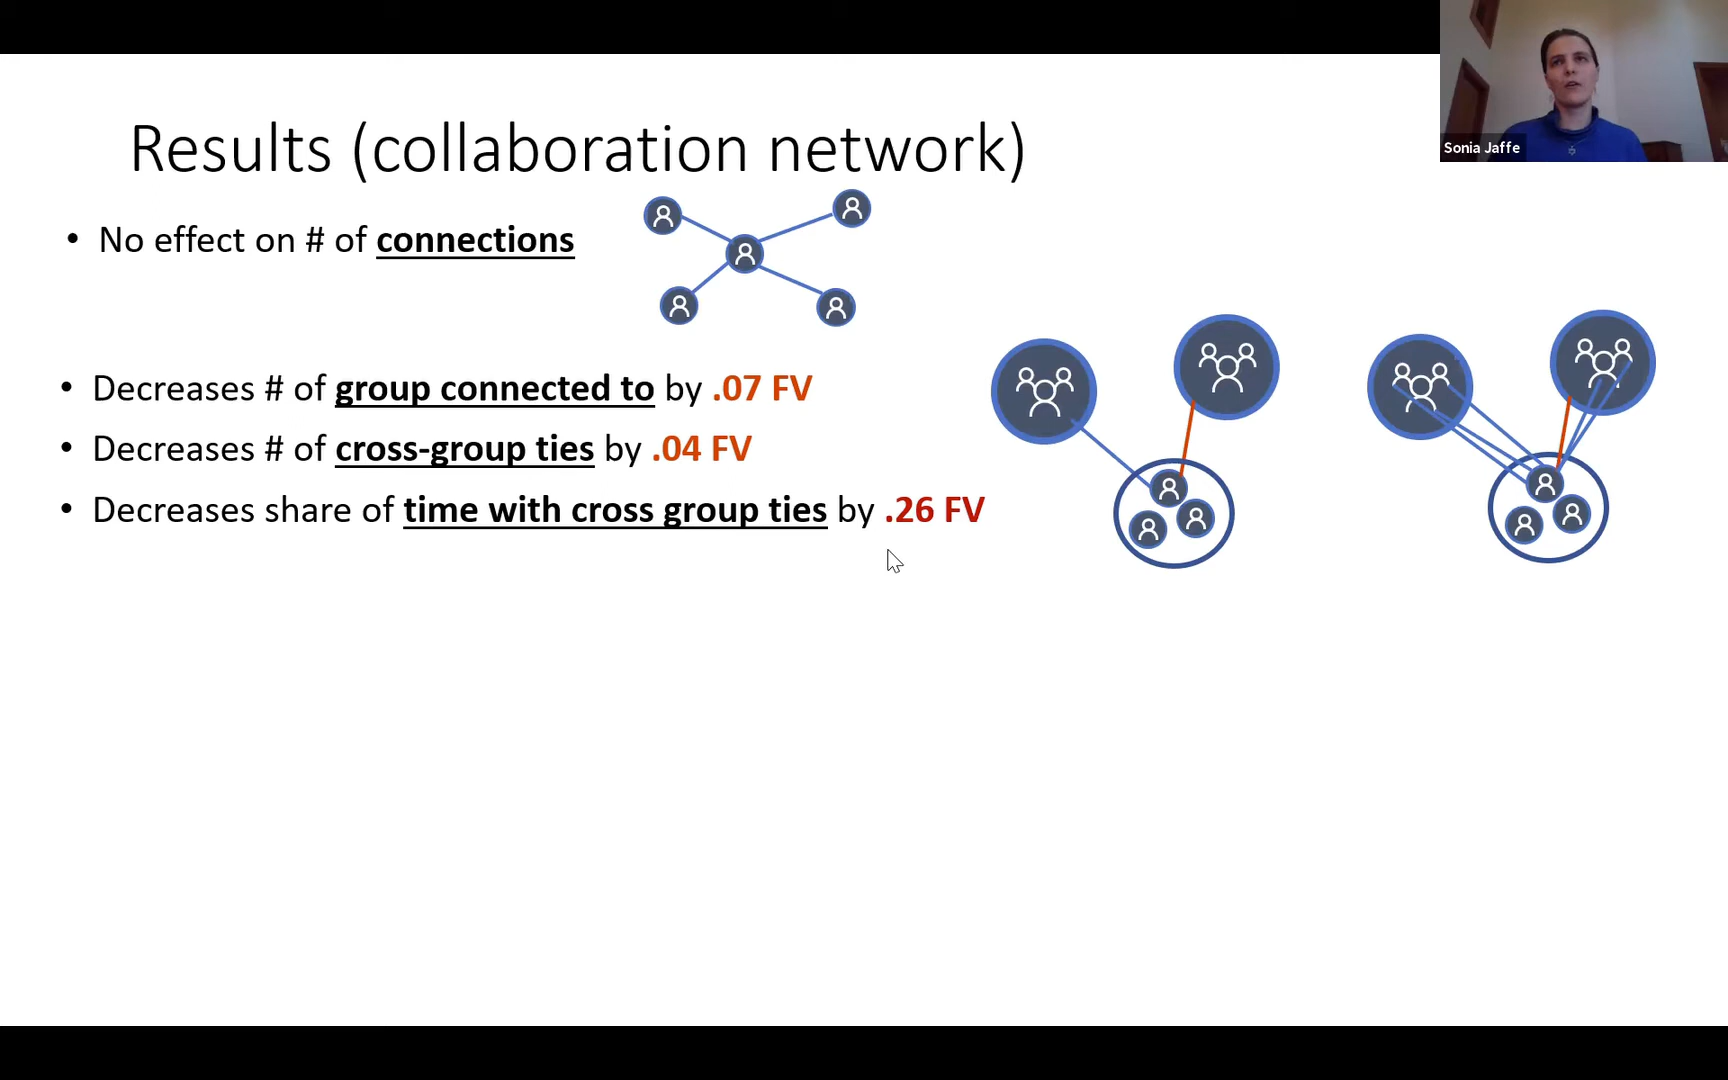 Sonia Jaffe
Results (collaboration network)
• No effect on # of connections
• Decreases # of group connected to by .07 FV
• Decreases # of cross-group ties by .04 FV
• Decreases share of time with cross group ties by .26 FV